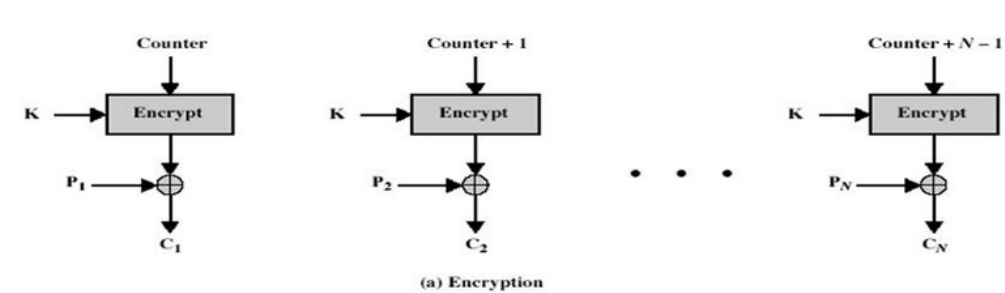 Counter Counter + 1 Counter + N – 1
K Encrypt K Encrypt K Encrypt
P1 P2 PN
C1 C2 CN
(a) Encryption